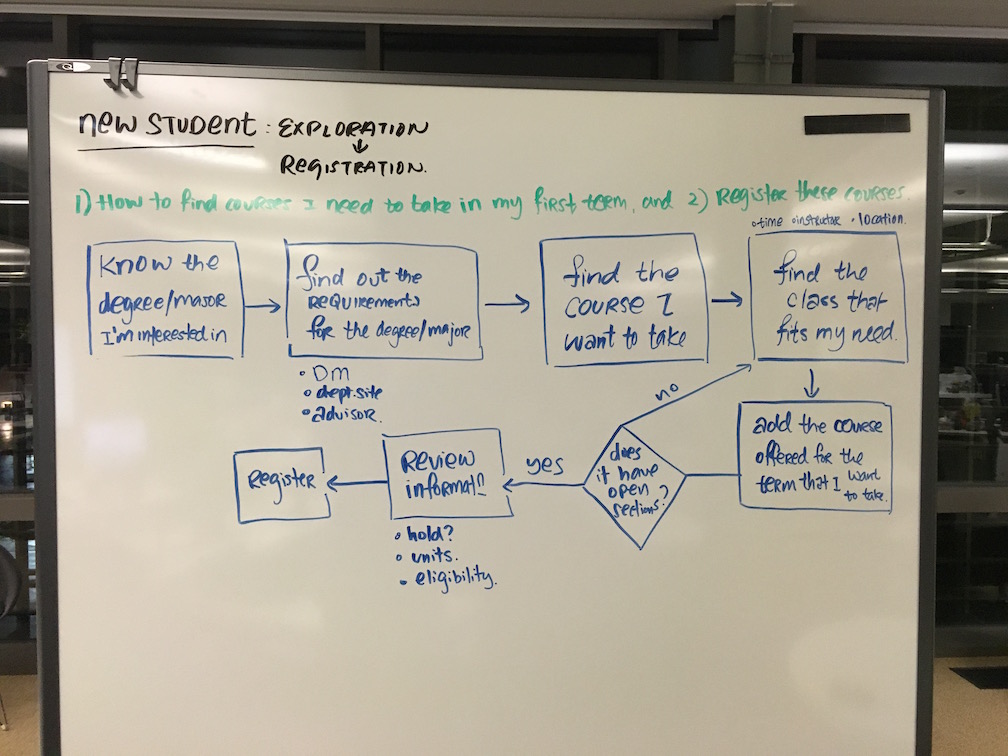 new STUDENT : EXPLORATION
↓
REGISTRATION.
1) How to find courses I need to take in my first term, and 2) Register these courses.
◦time ◦instructor ◦location.
Know the
degree/major
I'm interested in
find out the
REQUIREMENTS
for the degree/major
• DM
• dept.site
• advisor.
find the
course I
want to take
find the
class that
fits my need.
add the course
offered for the
term that I want
to take.
does
it have
open
sections?
no
yes
Review
informat
• hold?
• units.
• eligibility.
Register